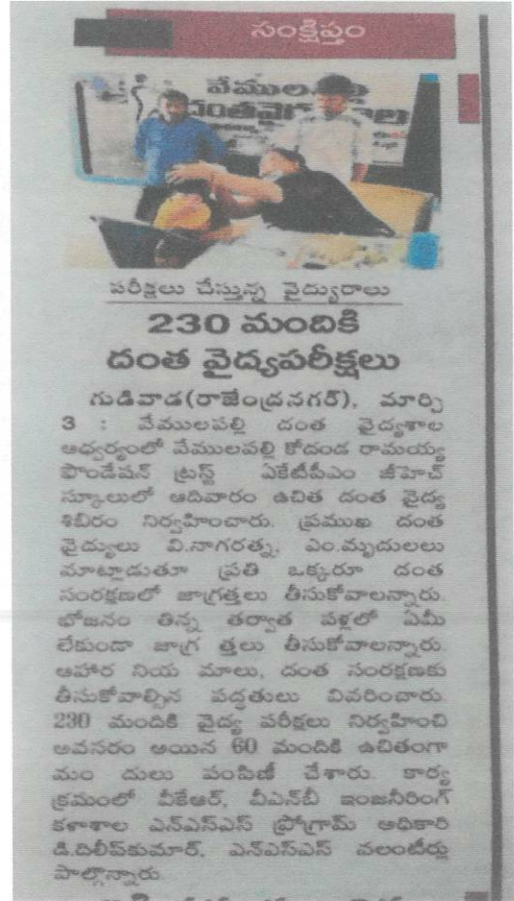 సంక్షిప్తం
వేములపల్లి
దంతవైద్యశాల
పరీక్షలు చేస్తున్న వైద్యురాలు
230 మందికి
దంత వైద్యపరీక్షలు
గుడివాడ(రాజేంద్రనగర్), మార్చి
3 : వేములపల్లి దంత వైద్యశాల
ఆధ్వర్యంలో వేములపల్లి కోదండ రామయ్య
ఫౌండేషన్ ట్రస్ట్ ఏకేటీపీఎం జీహెచ్
స్కూలులో ఆదివారం ఉచిత దంత వైద్య
శిబిరం నిర్వహించారు. ప్రముఖ దంత
వైద్యులు వి.నాగరత్న, ఎం.మృదులలు
మాట్లాడుతూ ప్రతి ఒక్కరూ దంత
సంరక్షణలో జాగ్రత్తలు తీసుకోవాలన్నారు.
భోజనం తిన్న తర్వాత పళ్లలో ఏమీ
లేకుండా జాగ్ర త్తలు తీసుకోవాలన్నారు.
ఆహార నియ మాలు, దంత సంరక్షణకు
తీసుకోవాల్సిన పద్ధతులు వివరించారు.
230 మందికి వైద్య పరీక్షలు నిర్వహించి
అవసరం అయిన 60 మందికి ఉచితంగా
మం దులు పంపిణీ చేశారు. కార్య
క్రమంలో వీకేఆర్, వీఎన్‌బీ ఇంజనీరింగ్
కళాశాల ఎన్ఎస్ఎస్ ప్రోగ్రామ్ అధికారి
డి.దిలీప్‌కుమార్, ఎన్ఎస్ఎస్ వలంటీర్లు
పాల్గొన్నారు.